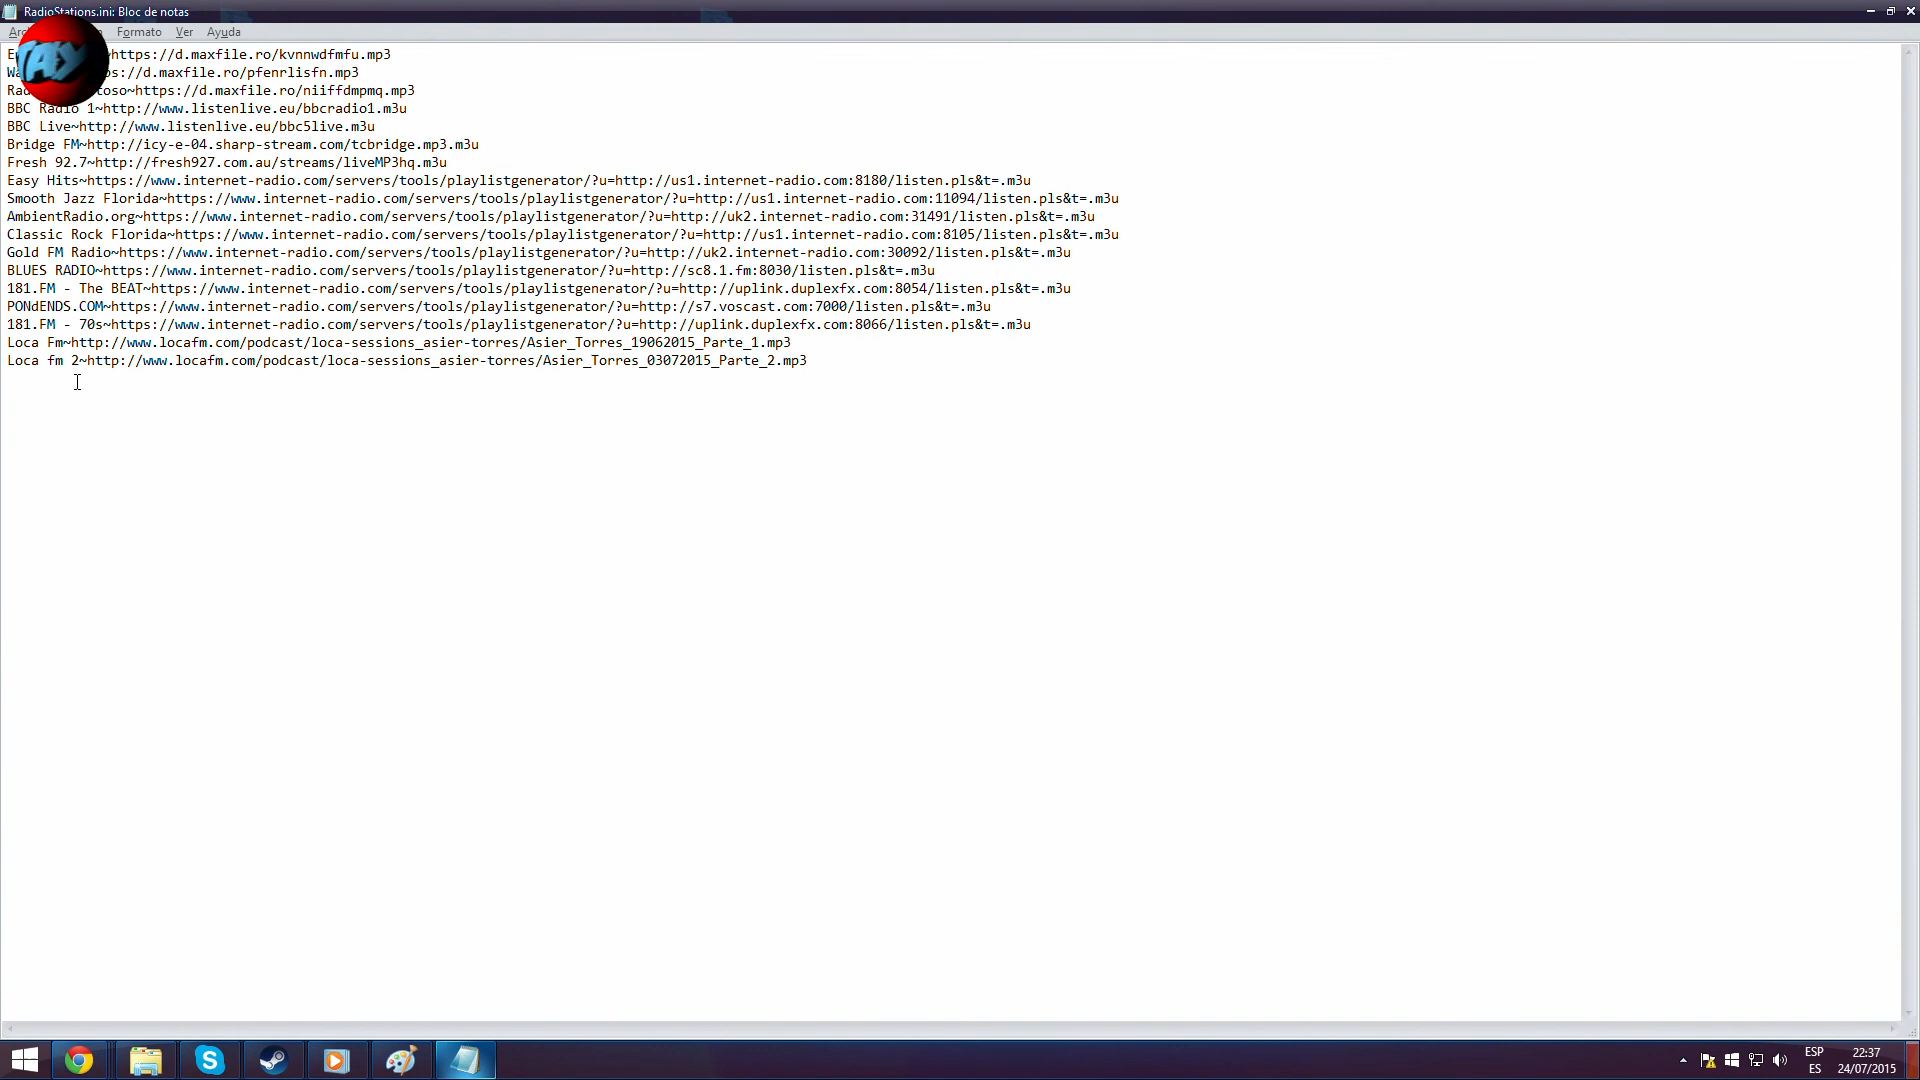 RadioStations.ini: Bloc de notas
Formato Ver Ayuda
TAY
~https://d.maxfile.ro/kvnnwdfmfu.mp3
://d.maxfile.ro/pfenrlisfn.mp3
~https://d.maxfile.ro/niiffdmpmq.mp3
BBC Radio 1~http://www.listenlive.eu/bbcradio1.m3u
BBC Live~http://www.listenlive.eu/bbc5live.m3u
Bridge FM~http://icy-e-04.sharp-stream.com/tcbridge.mp3.m3u
Fresh 92.7~http://fresh927.com.au/streams/liveMP3hq.m3u
Easy Hits~https://www.internet-radio.com/servers/tools/playlistgenerator/?u=http://us1.internet-radio.com:8180/listen.pls&t=.m3u
Smooth Jazz Florida~https://www.internet-radio.com/servers/tools/playlistgenerator/?u=http://us1.internet-radio.com:11094/listen.pls&t=.m3u
AmbientRadio.org~https://www.internet-radio.com/servers/tools/playlistgenerator/?u=http://uk2.internet-radio.com:31491/listen.pls&t=.m3u
Classic Rock Florida~https://www.internet-radio.com/servers/tools/playlistgenerator/?u=http://us1.internet-radio.com:8105/listen.pls&t=.m3u
Gold FM Radio~https://www.internet-radio.com/servers/tools/playlistgenerator/?u=http://uk2.internet-radio.com:30092/listen.pls&t=.m3u
BLUES RADIO~https://www.internet-radio.com/servers/tools/playlistgenerator/?u=http://sc8.1.fm:8030/listen.pls&t=.m3u
181.FM - The BEAT~https://www.internet-radio.com/servers/tools/playlistgenerator/?u=http://uplink.duplexfx.com:8054/listen.pls&t=.m3u
PONdENDS.COM~https://www.internet-radio.com/servers/tools/playlistgenerator/?u=http://s7.voscast.com:7000/listen.pls&t=.m3u
181.FM - 70s~https://www.internet-radio.com/servers/tools/playlistgenerator/?u=http://uplink.duplexfx.com:8066/listen.pls&t=.m3u
Loca Fm~http://www.locafm.com/podcast/loca-sessions_asier-torres/Asier_Torres_19062015_Parte_1.mp3
Loca fm 2~http://www.locafm.com/podcast/loca-sessions_asier-torres/Asier_Torres_03072015_Parte_2.mp3
ESP
ES
22:37
24/07/2015